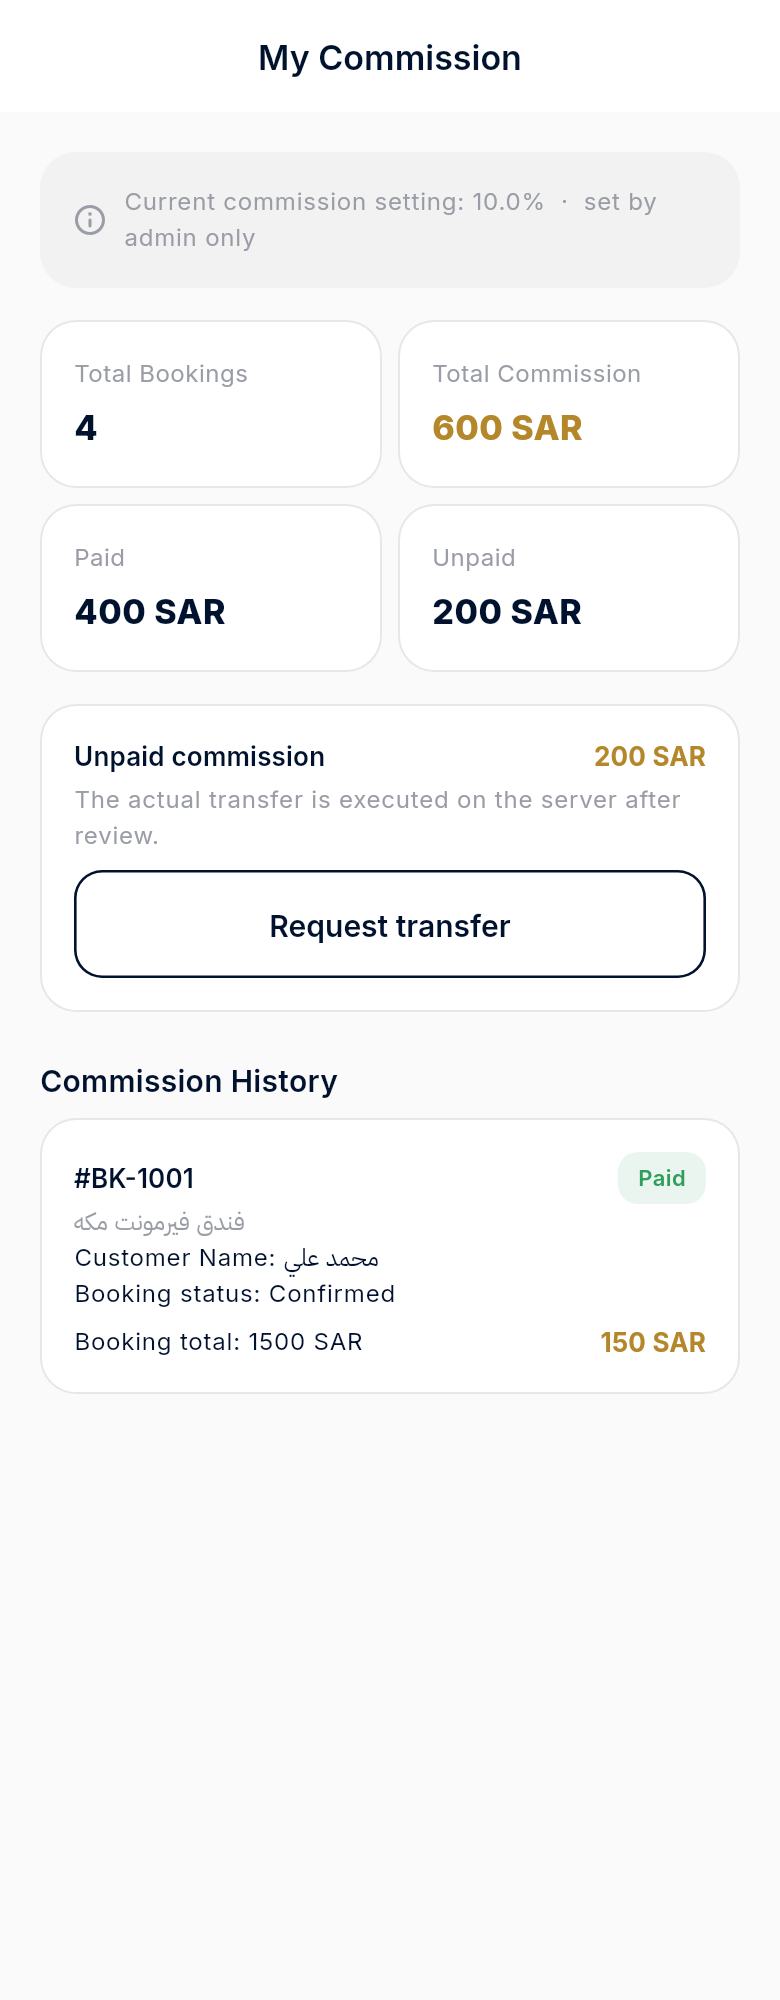 My Commission
Current commission setting: 10.0% · set by
admin only
Total Bookings
4
Total Commission
600 SAR
Paid
400 SAR
Unpaid
200 SAR
Unpaid commission
200 SAR
The actual transfer is executed on the server after
review.
Request transfer
Commission History
#BK-1001
Paid
فندق فيرمونت مكه
Customer Name: محمد علي
Booking status: Confirmed
Booking total: 1500 SAR
150 SAR